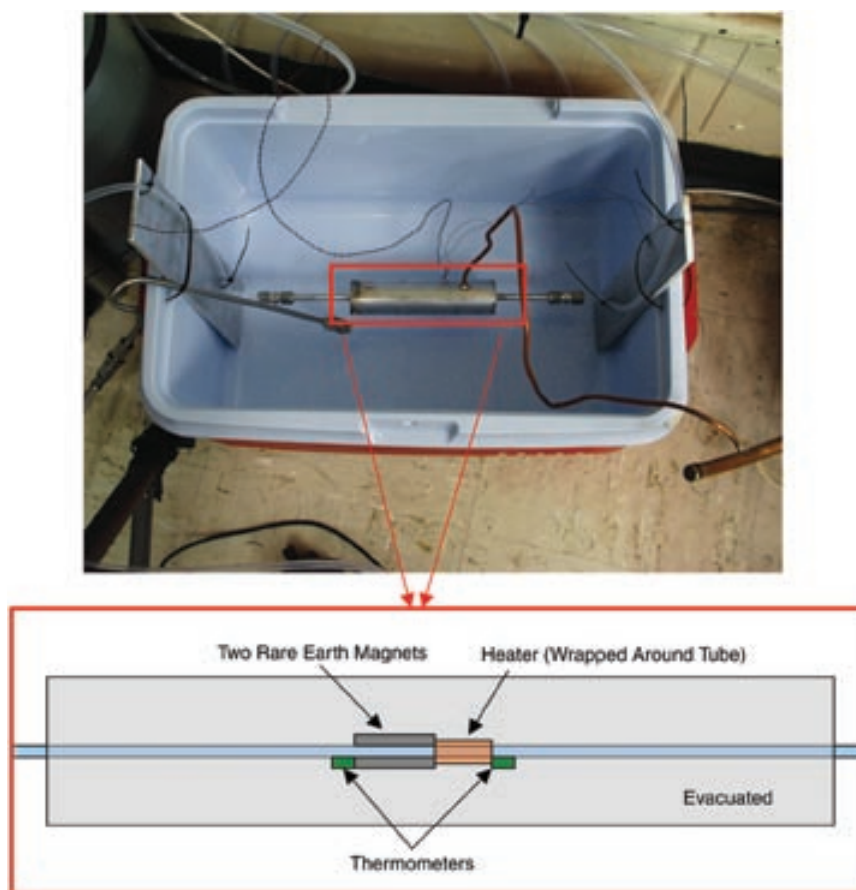 Two Rare Earth Magnets
Heater (Wrapped Around Tube)
Evacuated
Thermometers